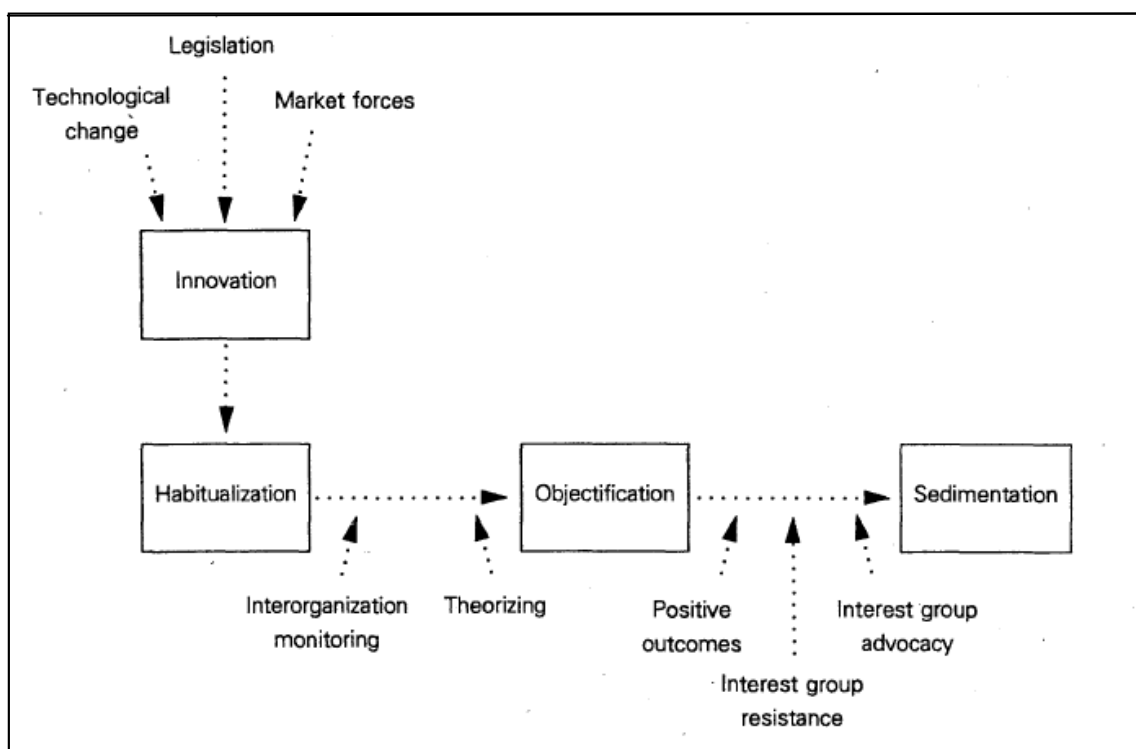 Legislation
Technological
change
Market forces
Innovation
Habitualization
Objectification
Sedimentation
Interorganization
monitoring
Theorizing
Positive
outcomes
Interest group
advocacy
Interest group
resistance